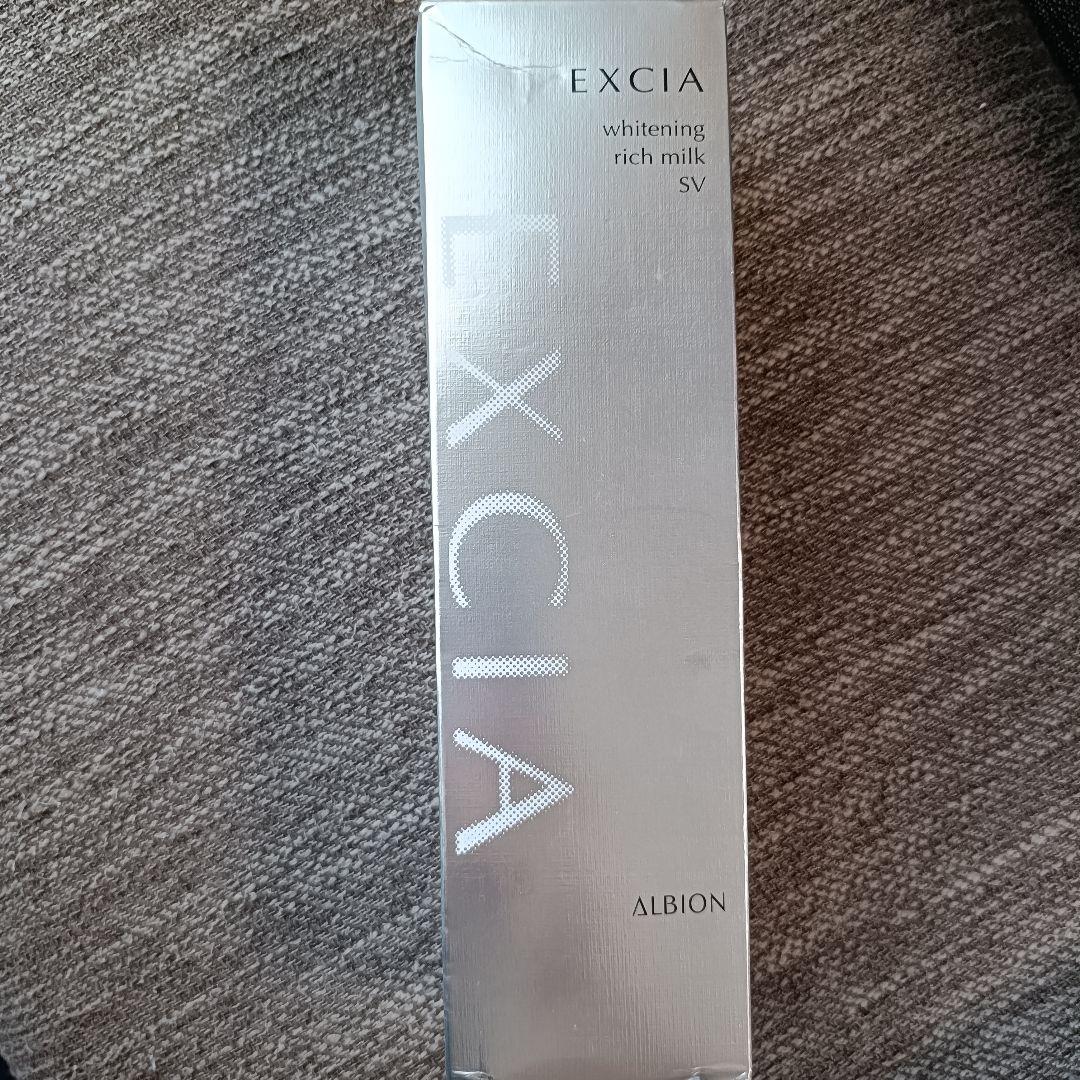 EXCIA
whitening
rich milk
SV
EXCIA
ALBION